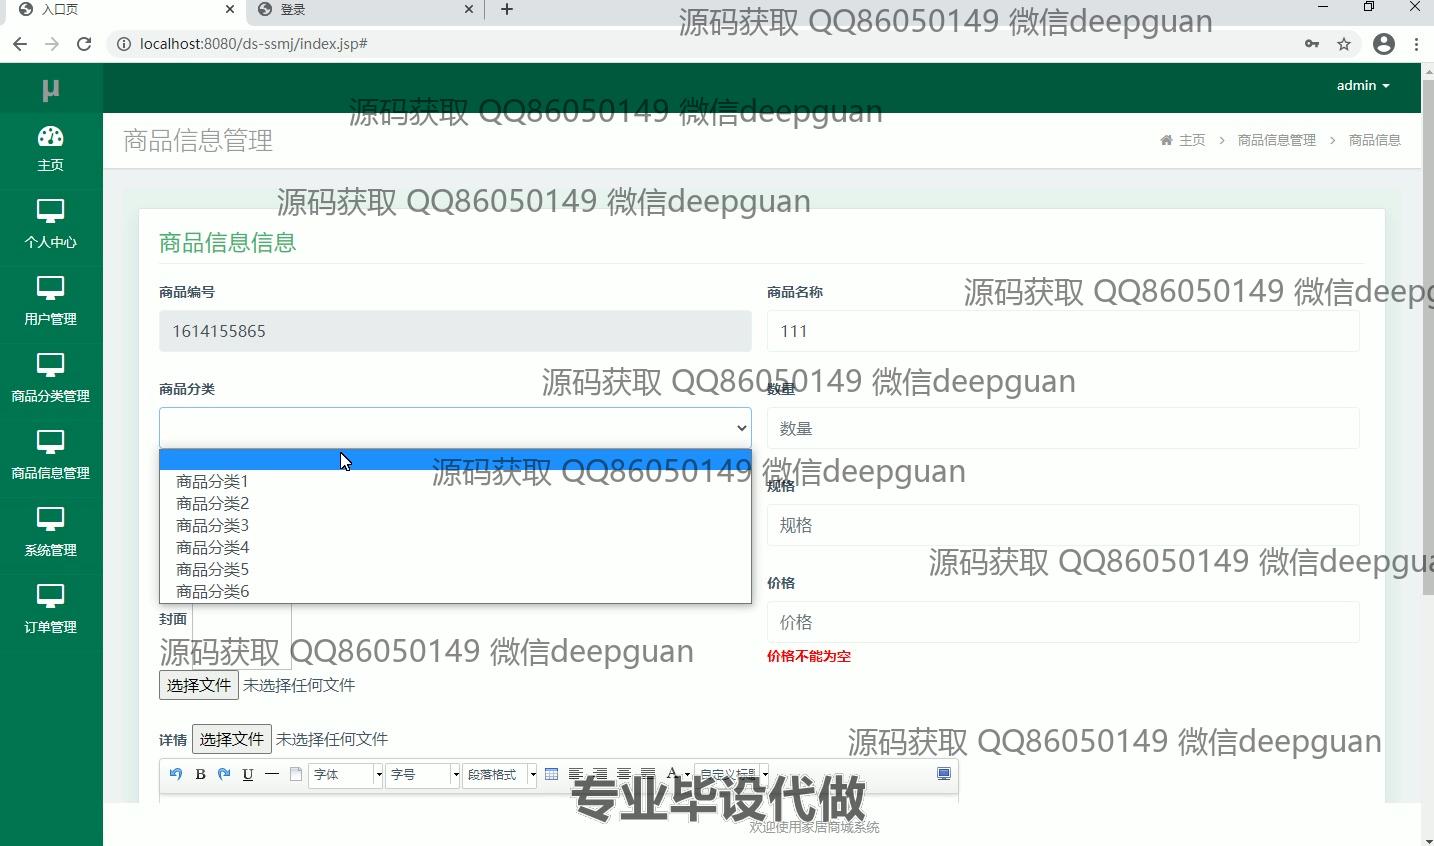 入口页
登录
源码获取 QQ86050149 微信deepguan
localhost:8080/ds-ssmj/index.jsp#
μ
admin
源码获取 QQ86050149 微信deepguan
主页
商品信息管理
主页 > 商品信息管理 > 商品信息
源码获取 QQ86050149 微信deepguan
个人中心
商品信息信息
商品编号
商品名称
源码获取 QQ86050149 微信deepg
用户管理
1614155865
111
商品分类
数量
源码获取 QQ86050149 微信deepguan
商品分类管理
数量
商品信息管理
源码获取 QQ86050149 微信deepguan
商品分类1
商品分类2
商品分类3
商品分类4
商品分类5
商品分类6
规格
规格
系统管理
源码获取 QQ86050149 微信deepgua
价格
价格
价格不能为空
封面
订单管理
源码获取 QQ86050149 微信deepguan
选择文件 未选择任何文件
详情 选择文件 未选择任何文件
源码获取 QQ86050149 微信deepguan
B U 字体 字号 段落格式 A 自定义标题
专业毕设代做
欢迎使用家居商城系统